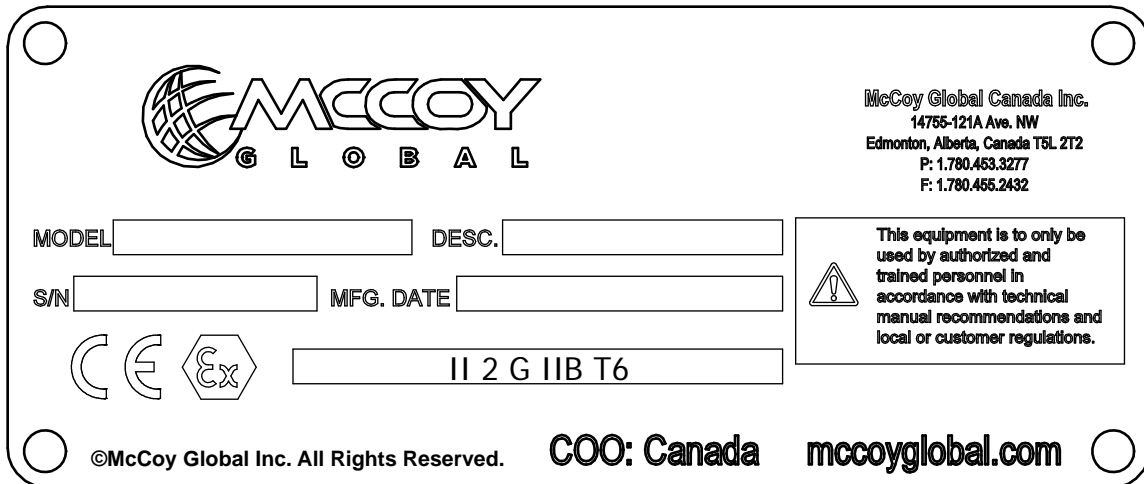 MCCOY
GLOBAL
McCoy Global Canada Inc.
14755-121A Ave. NW
Edmonton, Alberta, Canada T5L 2T2
P: 1.780.453.3277
F: 1.780.455.2432
MODEL DESC.
S/N MFG. DATE
This equipment is to only be
used by authorized and
trained personnel in
accordance with technical
manual recommendations and
local or customer regulations.
CE Ex II 2 G IIB T6
©McCoy Global Inc. All Rights Reserved. COO: Canada mccoyglobal.com